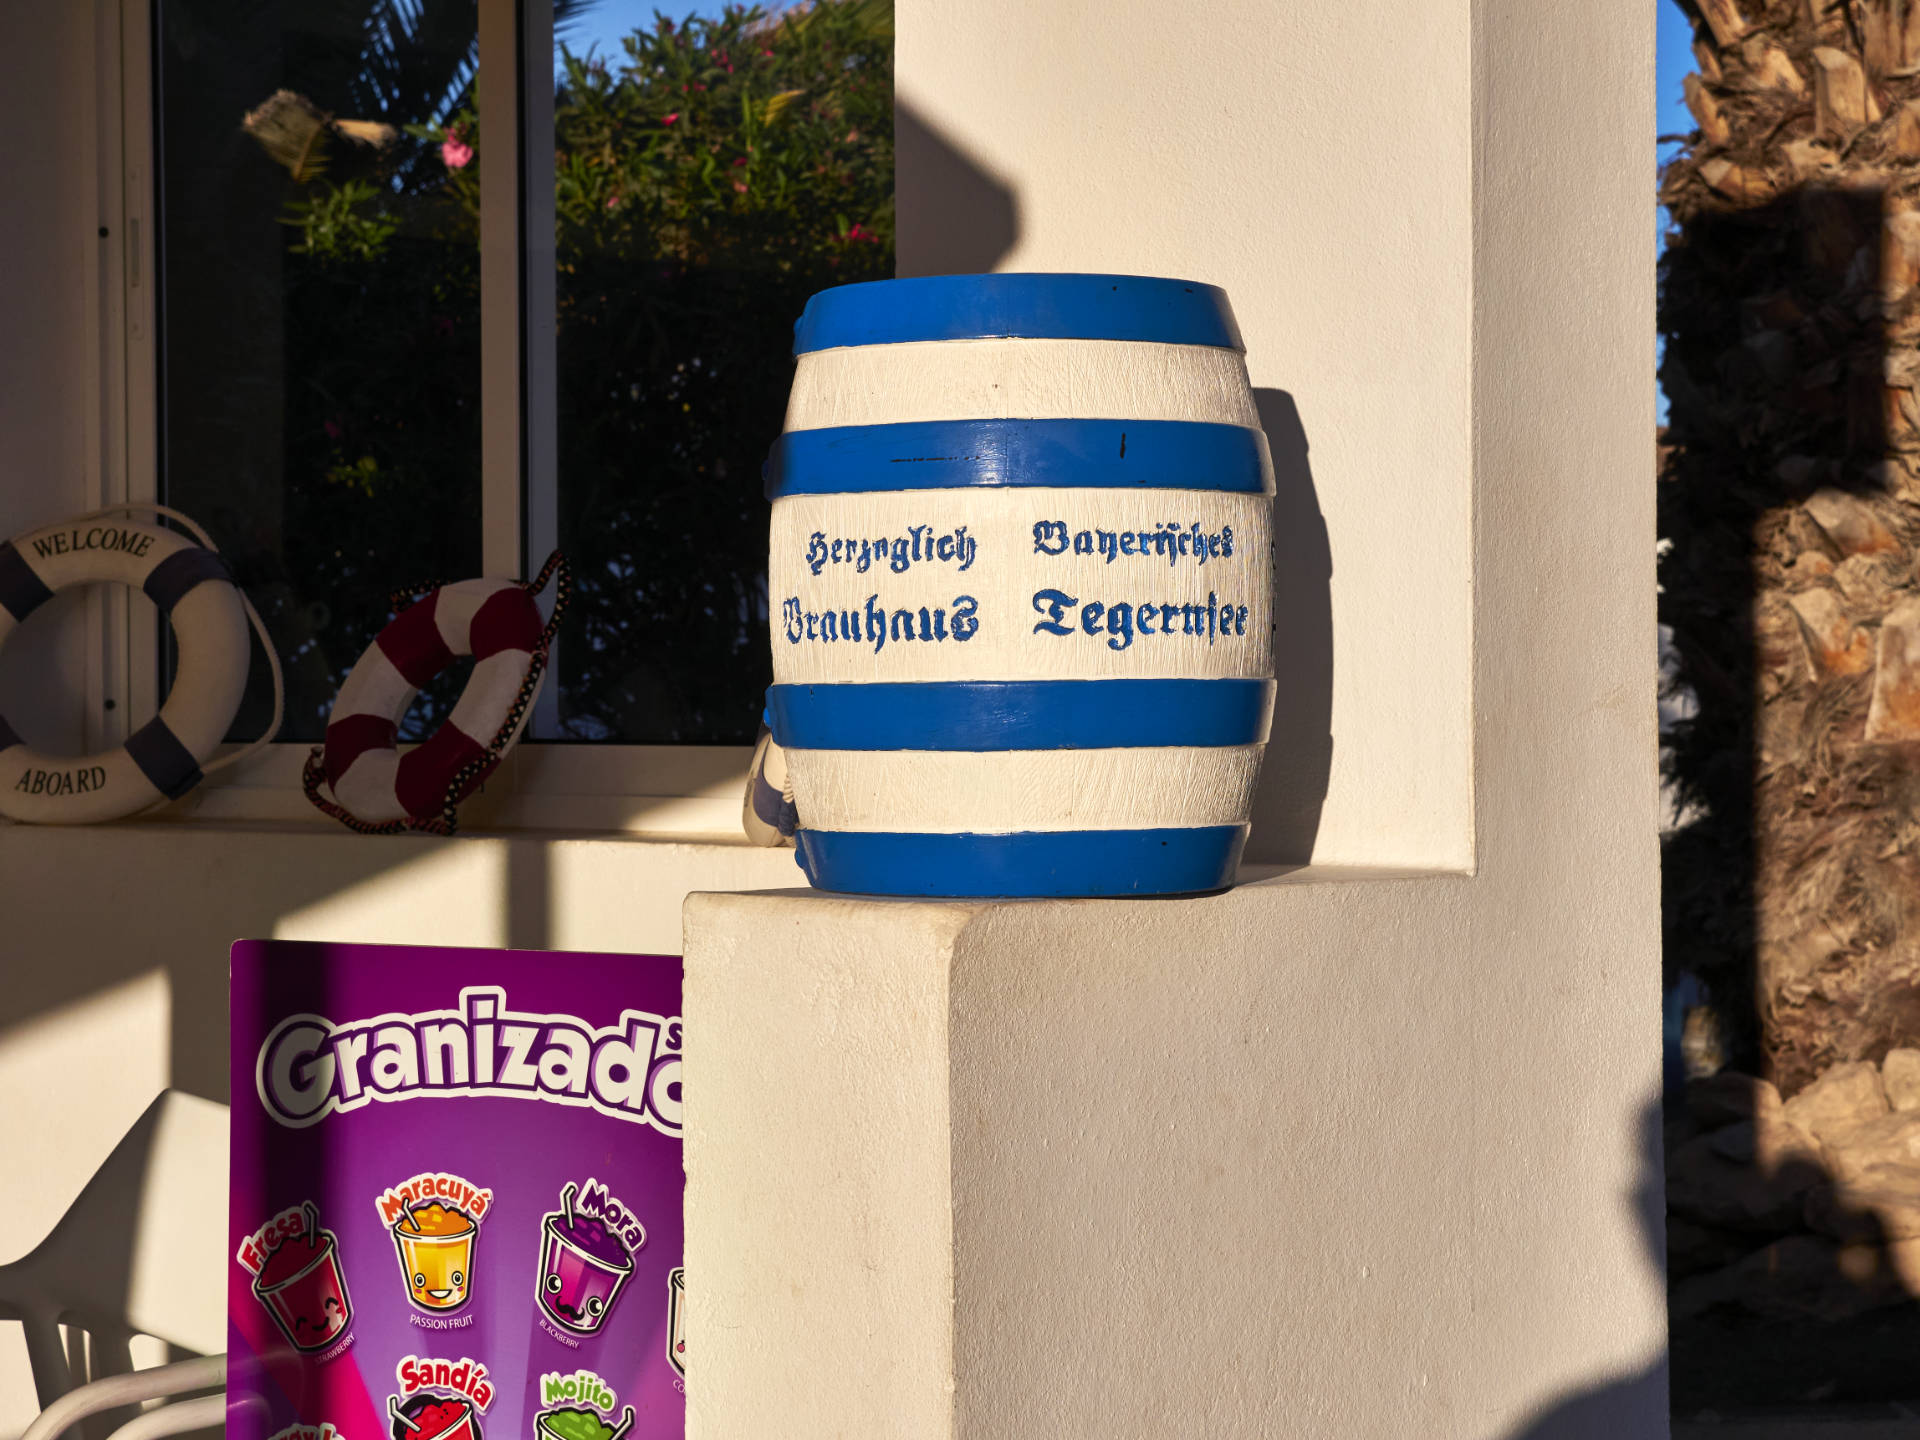 WELCOME
ABOARD
Herzoglich Bayerisches
Brauhaus Tegernsee
Granizados
Fresa
STRAWBERRY
Maracuyá
PASSION FRUIT
Mora
BLACKBERRY
Sandía
Mojito